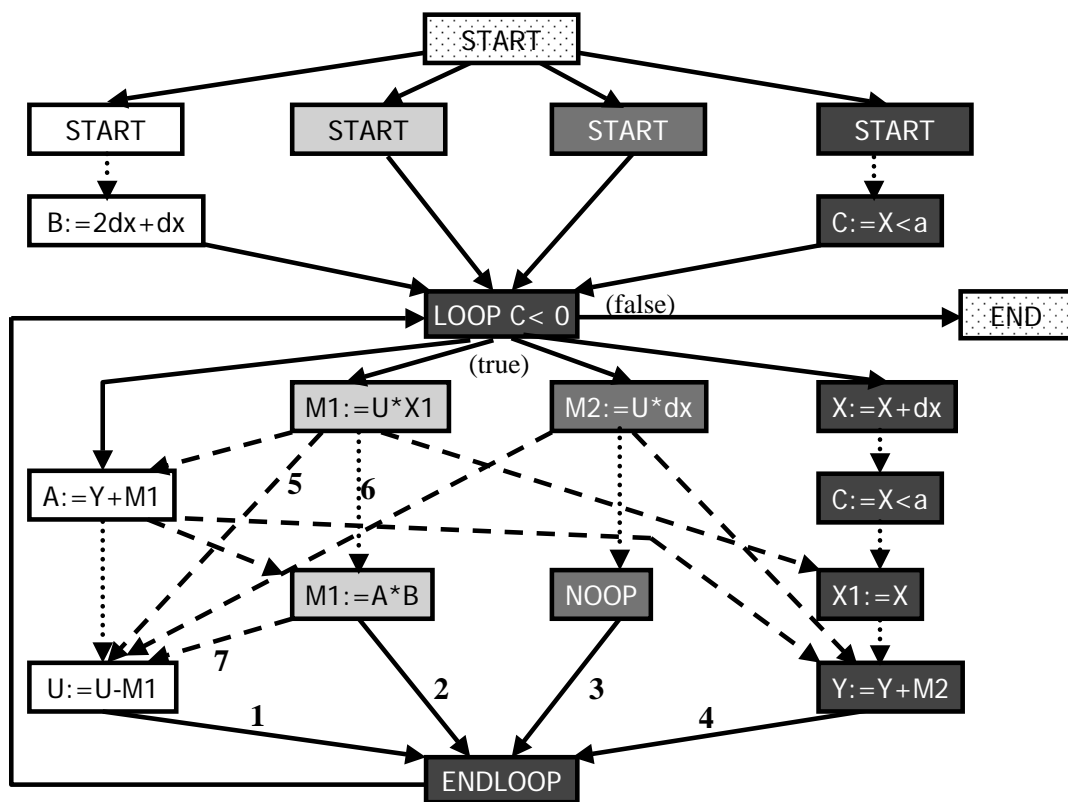 START
START
START
START
START
B:=2dx+dx
C:=X<a
LOOP C< 0
(false)
END
(true)
M1:=U*X1
M2:=U*dx
X:=X+dx
A:=Y+M1
5
6
C:=X<a
M1:=A*B
NOOP
X1:=X
7
U:=U-M1
2
3
Y:=Y+M2
1
4
ENDLOOP